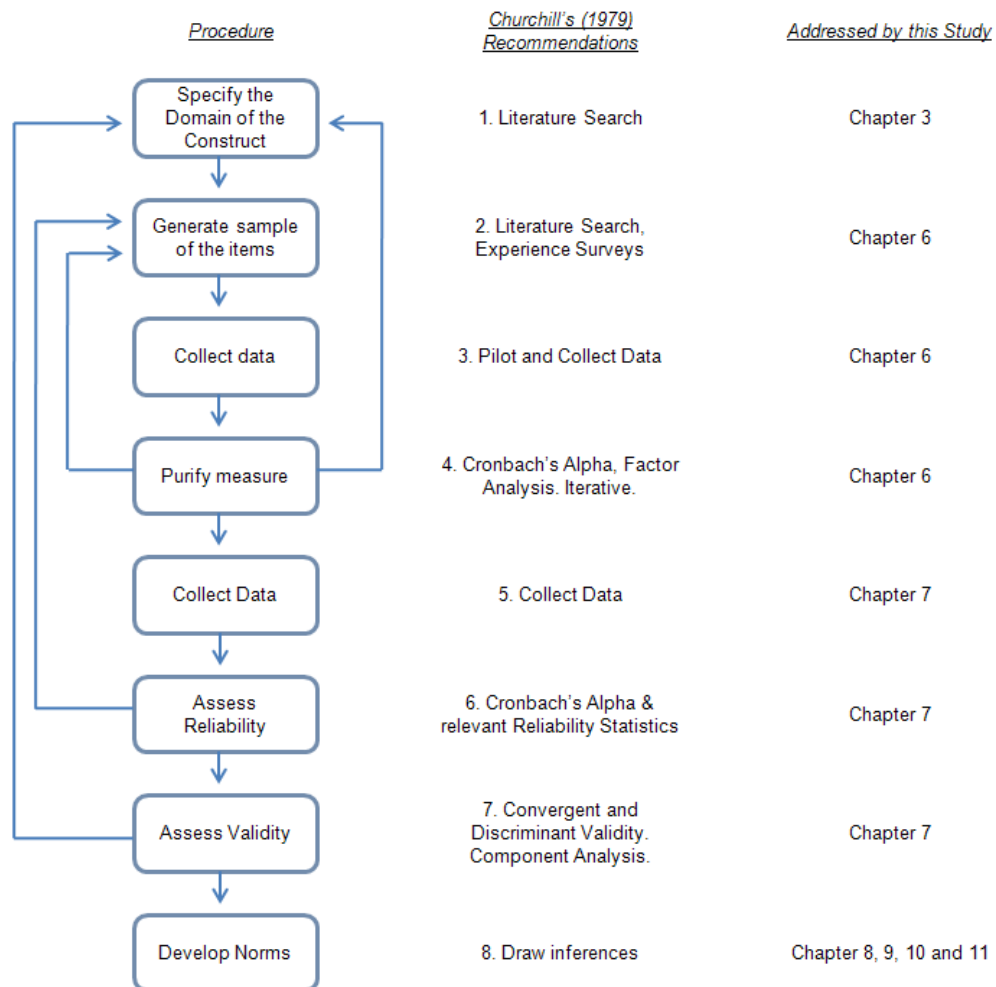 Procedure
Churchill's (1979)
Recommendations
Addressed by this Study
Specify the
Domain of the
Construct
1. Literature Search
Chapter 3
Generate sample
of the items
2. Literature Search,
Experience Surveys
Chapter 6
Collect data
3. Pilot and Collect Data
Chapter 6
Purify measure
4. Cronbach's Alpha, Factor
Analysis. Iterative.
Chapter 6
Collect Data
5. Collect Data
Chapter 7
Assess
Reliability
6. Cronbach's Alpha &
relevant Reliability Statistics
Chapter 7
Assess Validity
7. Convergent and
Discriminant Validity.
Component Analysis.
Chapter 7
Develop Norms
8. Draw inferences
Chapter 8, 9, 10 and 11